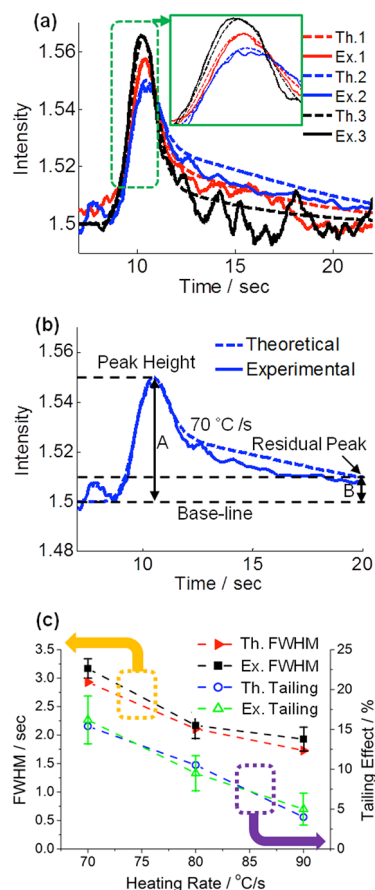 (a)
1.56
1.54
1.52
1.5
Intensity
10 15 20
Time / sec
Th.1
Ex.1
Th.2
Ex.2
Th.3
Ex.3
(b)
1.56
1.54
1.52
1.5
1.48
Intensity
Theoretical
Experimental
Peak Height
70 °C /s
A
Residual Peak
B
Base-line
10 15 20
Time / sec
(c)
Th. FWHM
Ex. FWHM
Th. Tailing
Ex. Tailing
3.5
3.0
2.5
2.0
1.5
1.0
0.5
0.0
FWHM / sec
25
20
15
10
5
0
Tailing Effect / %
70 75 80 85 90
Heating Rate / °C/s